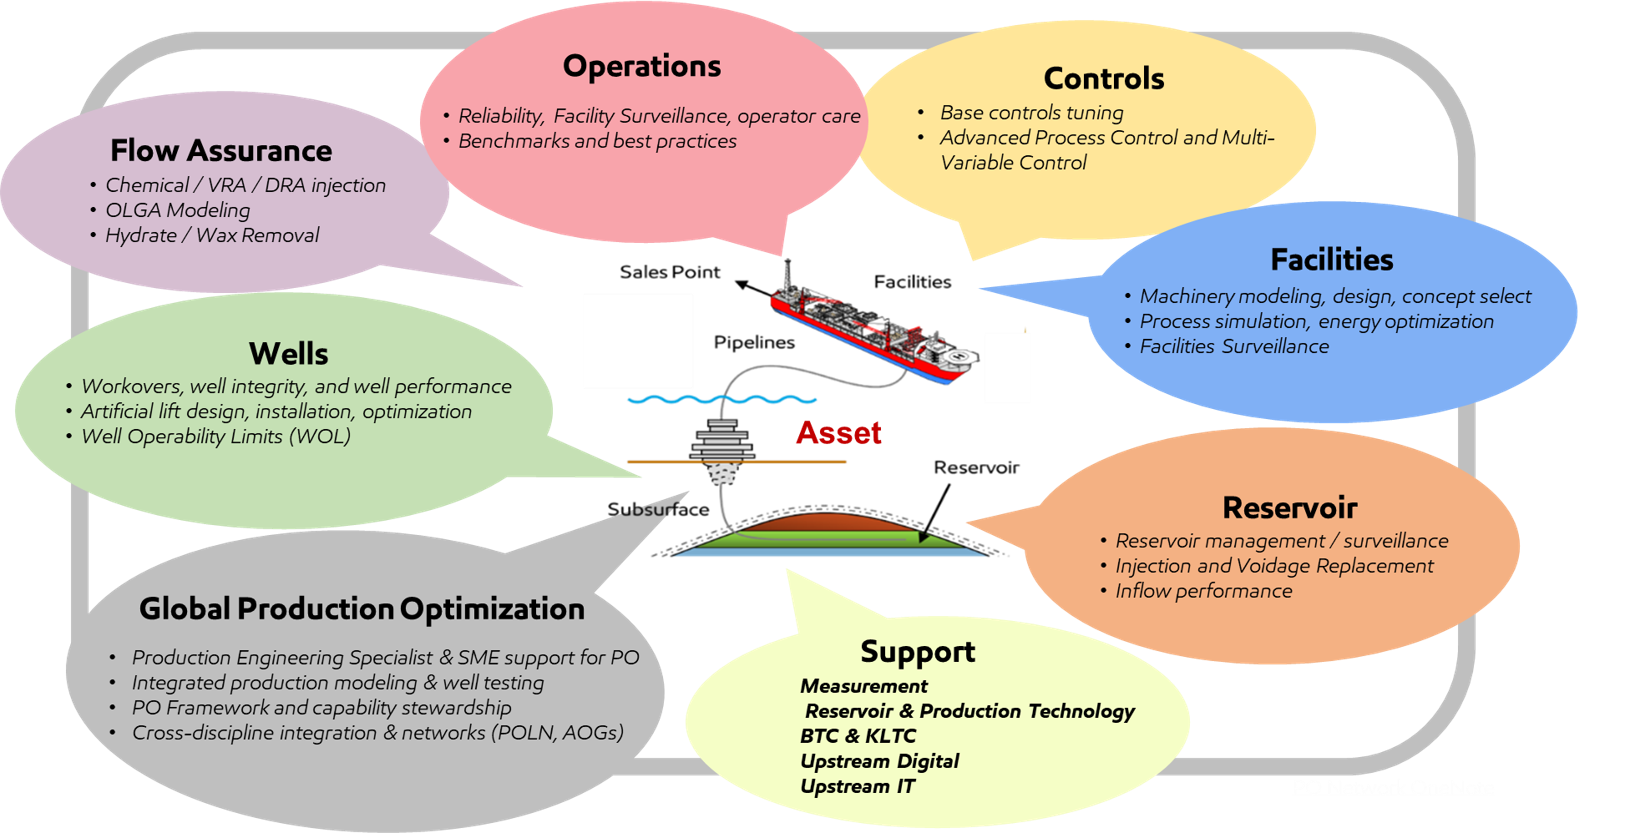 Operations
• Reliability, Facility Surveillance, operator care
• Benchmarks and best practices
Controls
• Base controls tuning
• Advanced Process Control and Multi-
Variable Control
Flow Assurance
• Chemical / VRA / DRA injection
• OLGA Modeling
• Hydrate / Wax Removal
Facilities
• Machinery modeling, design, concept select
• Process simulation, energy optimization
• Facilities Surveillance
Sales Point
Facilities
Pipelines
Wells
• Workovers, well integrity, and well performance
• Artificial lift design, installation, optimization
• Well Operability Limits (WOL)
Asset
Reservoir
Subsurface
Reservoir
• Reservoir management / surveillance
• Injection and Voidage Replacement
• Inflow performance
Global Production Optimization
• Production Engineering Specialist & SME support for PO
• Integrated production modeling & well testing
• PO Framework and capability stewardship
• Cross-discipline integration & networks (POLN, AOGs)
Support
Measurement
Reservoir & Production Technology
BTC & KLTC
Upstream Digital
Upstream IT